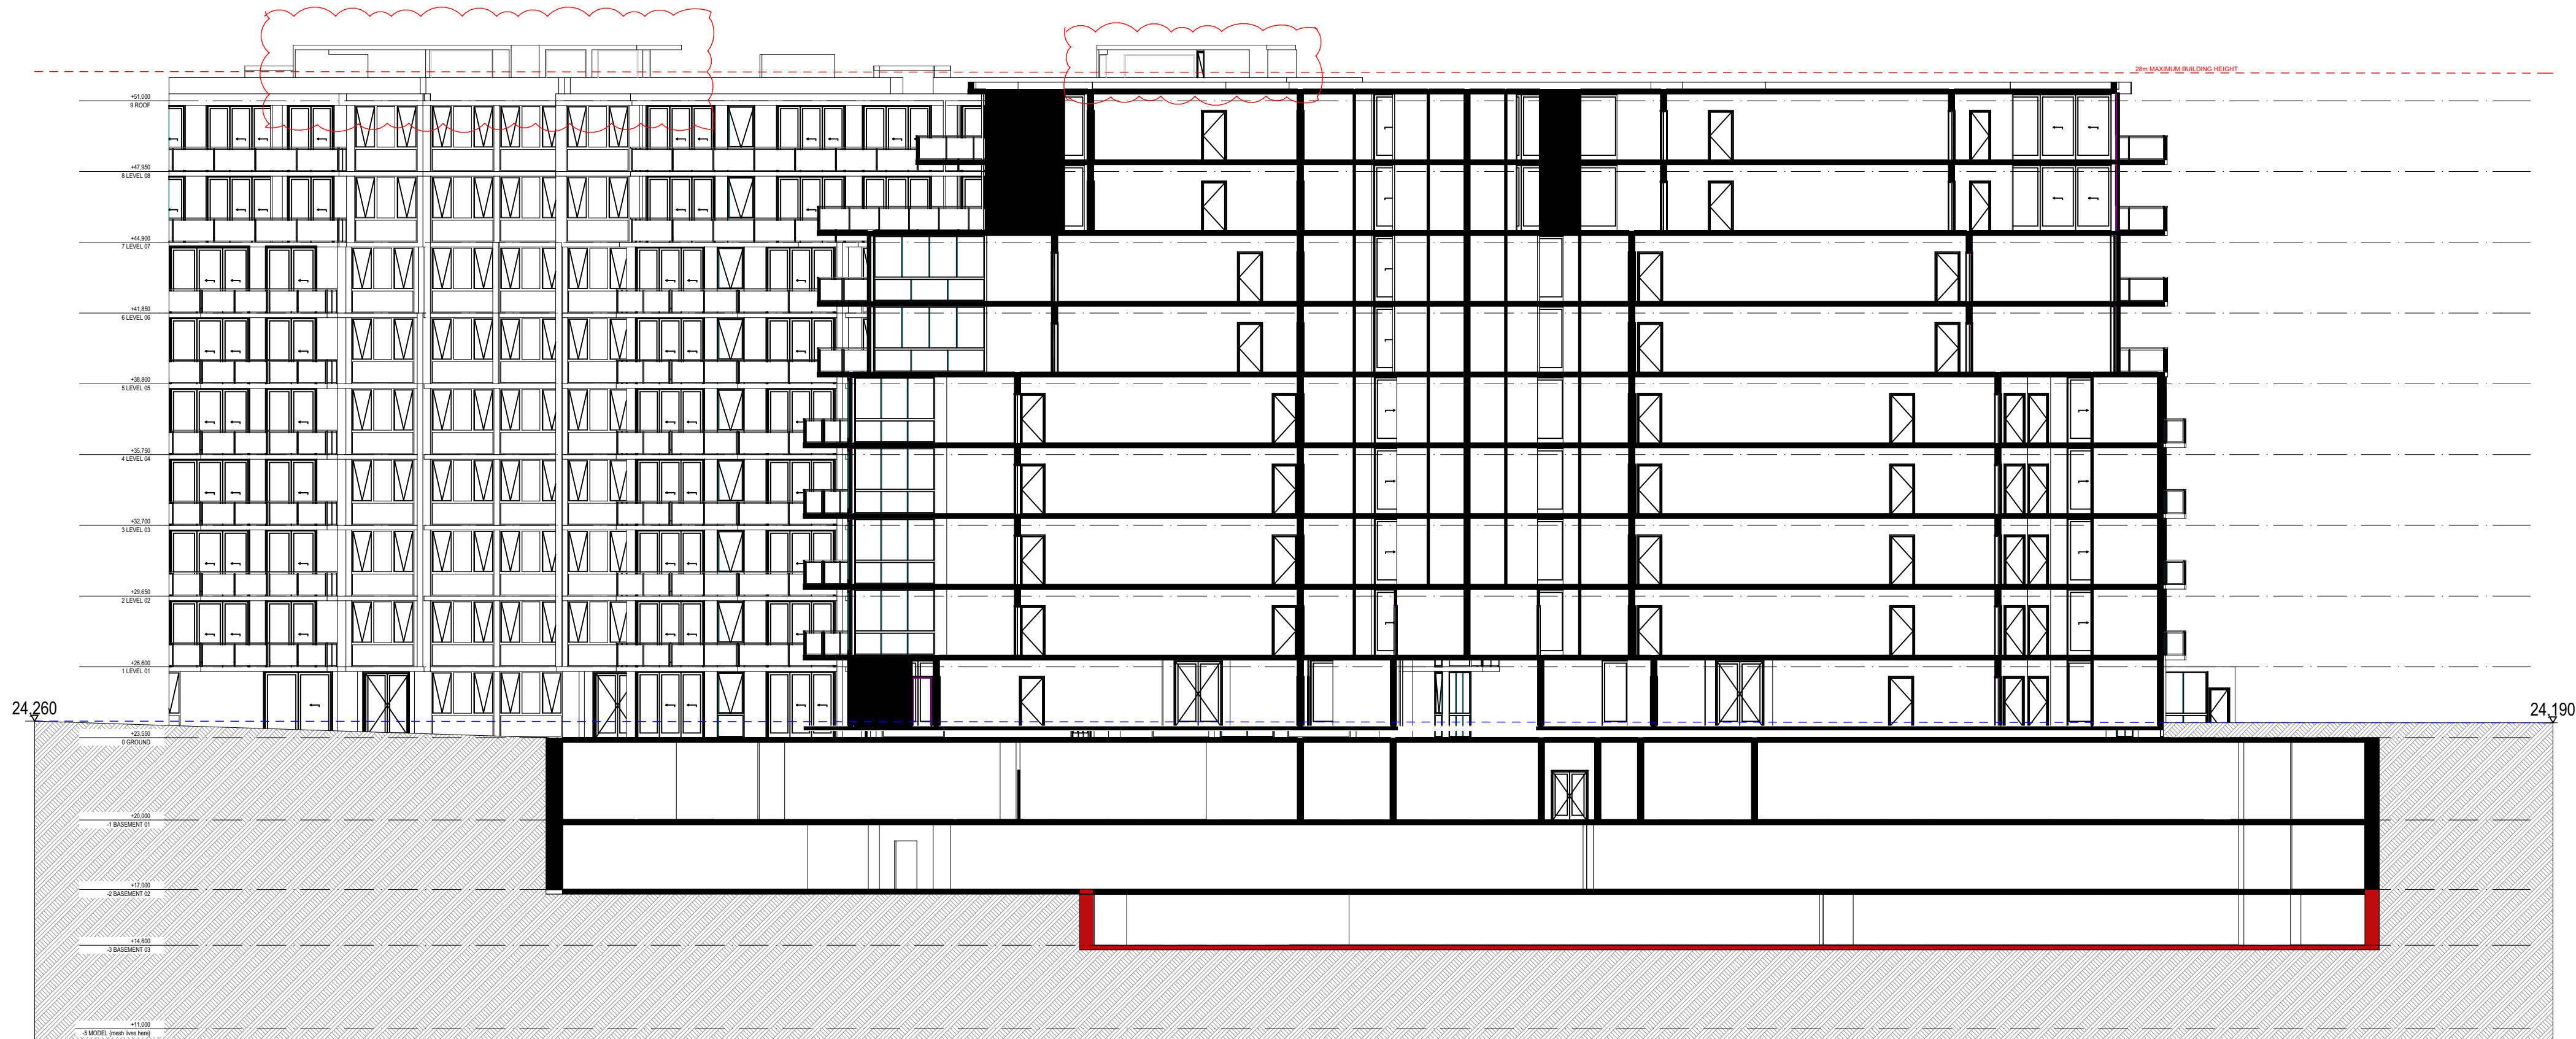 28m MAXIMUM BUILDING HEIGHT
+51,000
9 ROOF
+47,950
8 LEVEL 08
+44,900
7 LEVEL 07
+41,850
6 LEVEL 06
+38,800
5 LEVEL 05
+35,750
4 LEVEL 04
+32,700
3 LEVEL 03
+29,650
2 LEVEL 02
+26,600
1 LEVEL 01
24,260
24,190
+23,550
0 GROUND
+20,000
-1 BASEMENT 01
+17,000
-2 BASEMENT 02
+14,600
-3 BASEMENT 03
+11,000
-5 MODEL (mesh lives here)